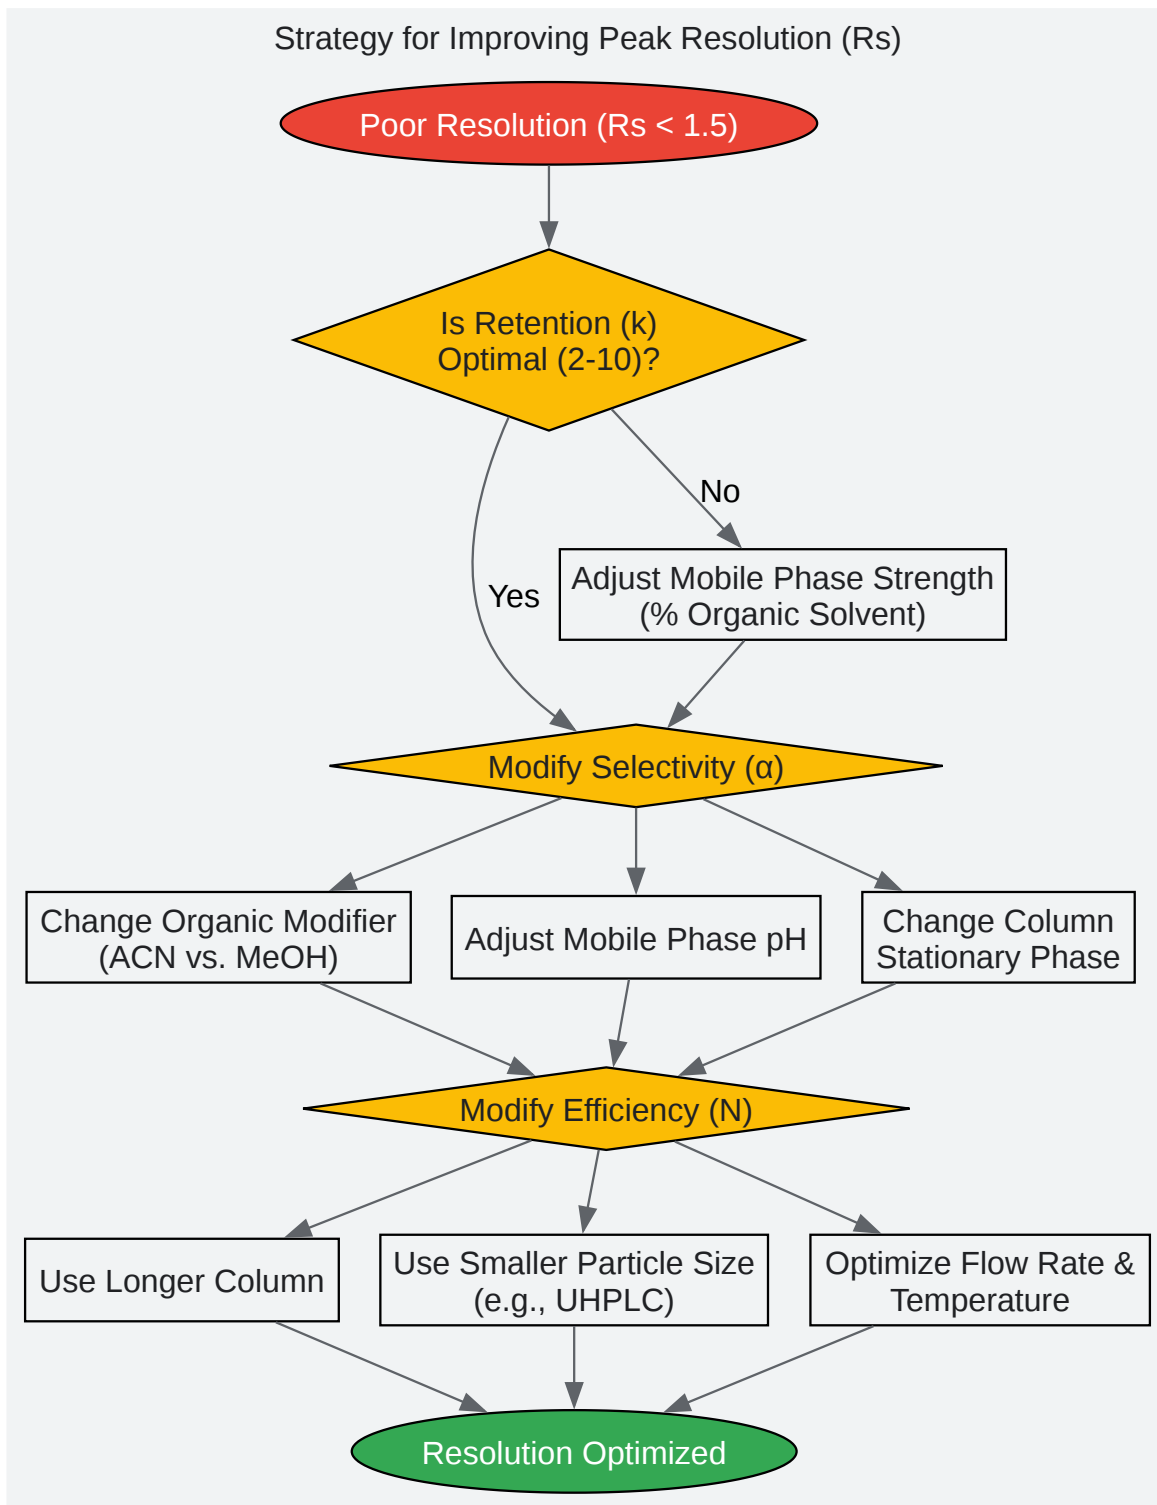 Strategy for Improving Peak Resolution (Rs)
Poor Resolution (Rs < 1.5)
Is Retention (k)
Optimal (2-10)?
No
Yes
Adjust Mobile Phase Strength
(% Organic Solvent)
Modify Selectivity (α)
Change Organic Modifier
(ACN vs. MeOH)
Adjust Mobile Phase pH
Change Column
Stationary Phase
Modify Efficiency (N)
Use Longer Column
Use Smaller Particle Size
(e.g., UHPLC)
Optimize Flow Rate &
Temperature
Resolution Optimized